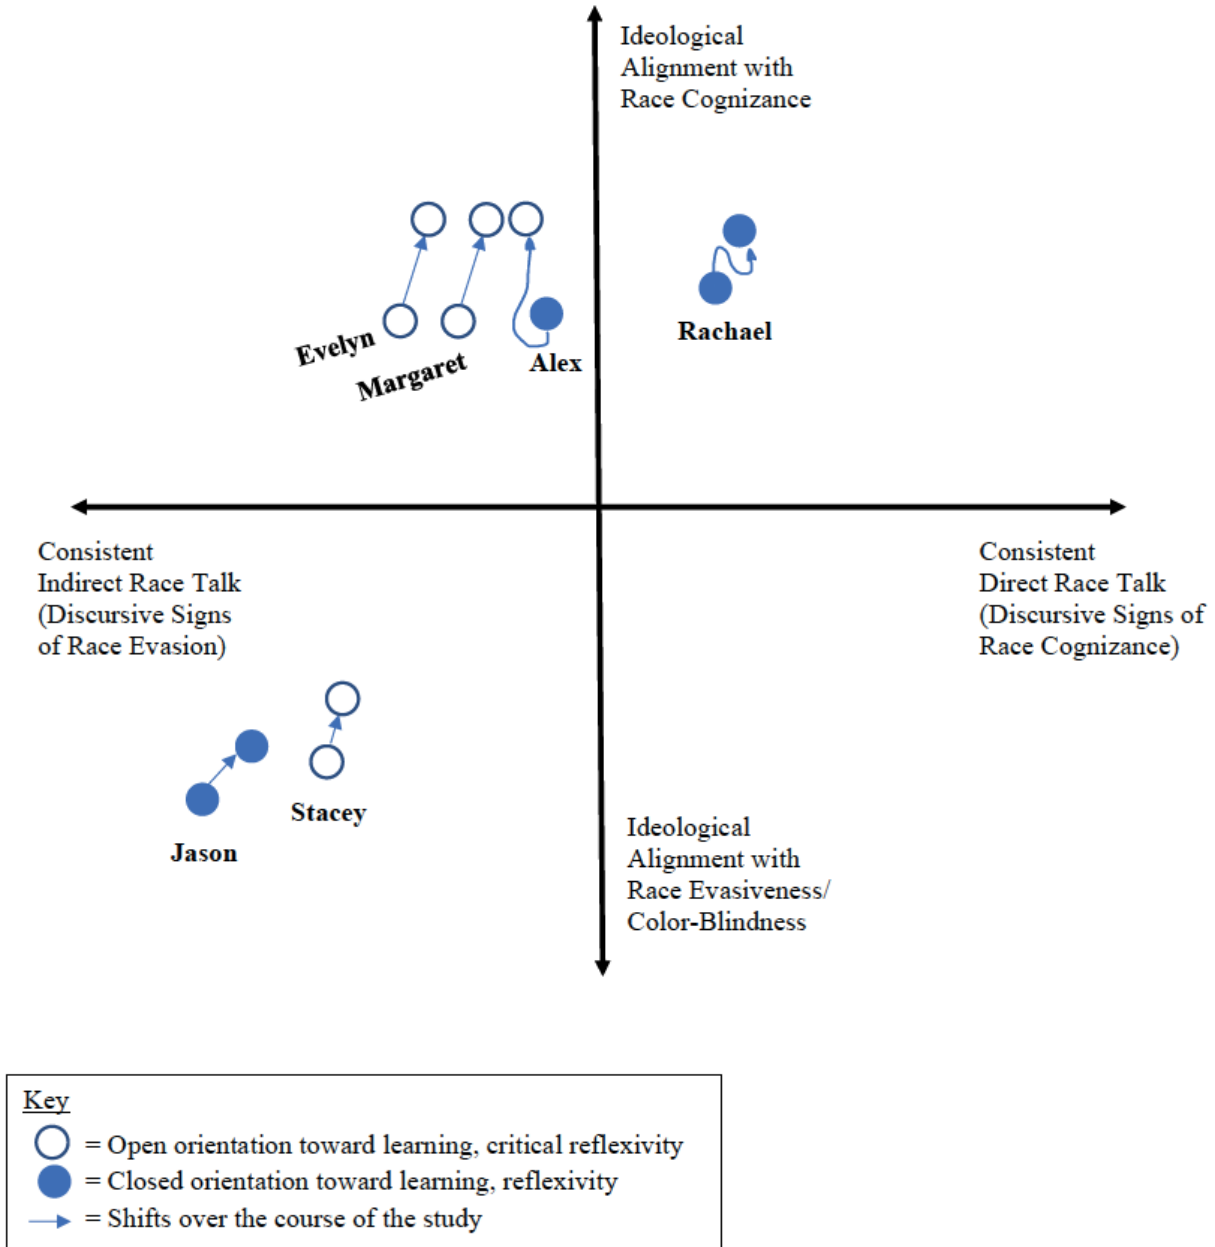 Ideological
Alignment with
Race Cognizance
Evelyn
Margaret
Alex
Rachael
Consistent
Indirect Race Talk
(Discursive Signs
of Race Evasion)
Consistent
Direct Race Talk
(Discursive Signs of
Race Cognizance)
Jason
Stacey
Ideological
Alignment with
Race Evasiveness/
Color-Blindness
Key
= Open orientation toward learning, critical reflexivity
= Closed orientation toward learning, reflexivity
= Shifts over the course of the study